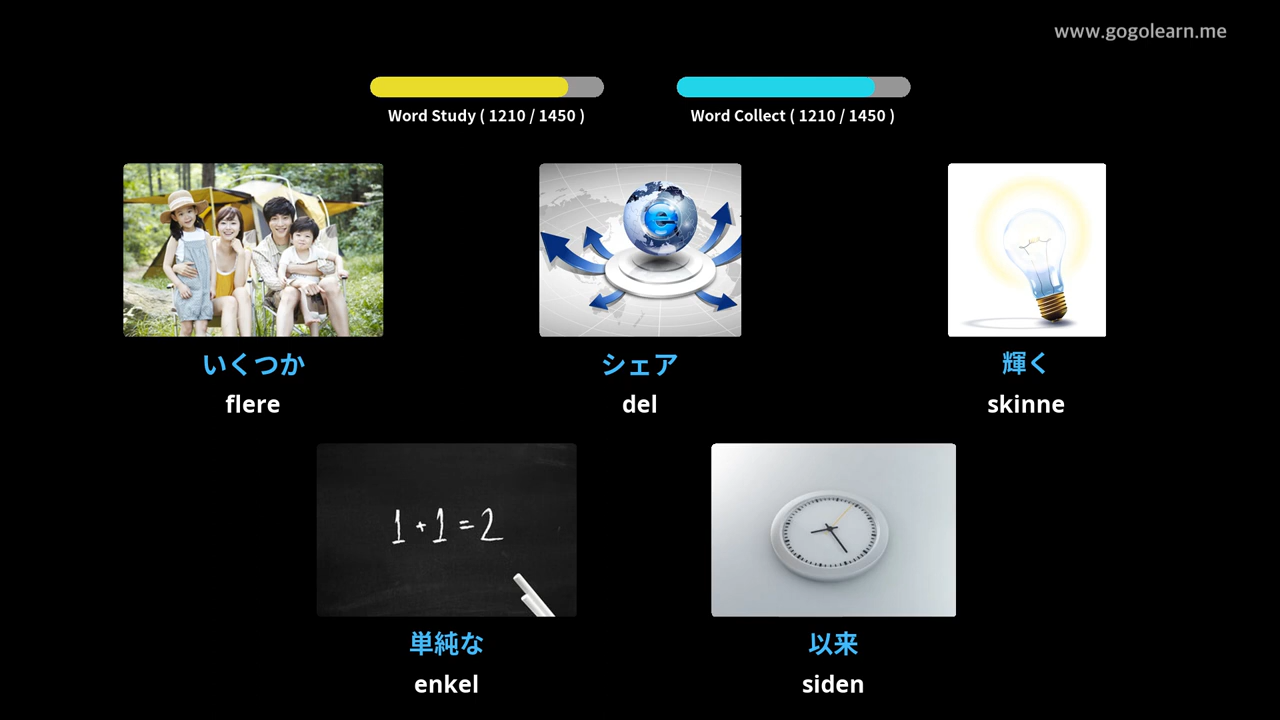 www.gogolearn.me
Word Study ( 1210 / 1450 )
Word Collect ( 1210 / 1450 )
e
いくつか
flere
シェア
del
輝く
skinne
1+1=2
単純な
enkel
以来
siden